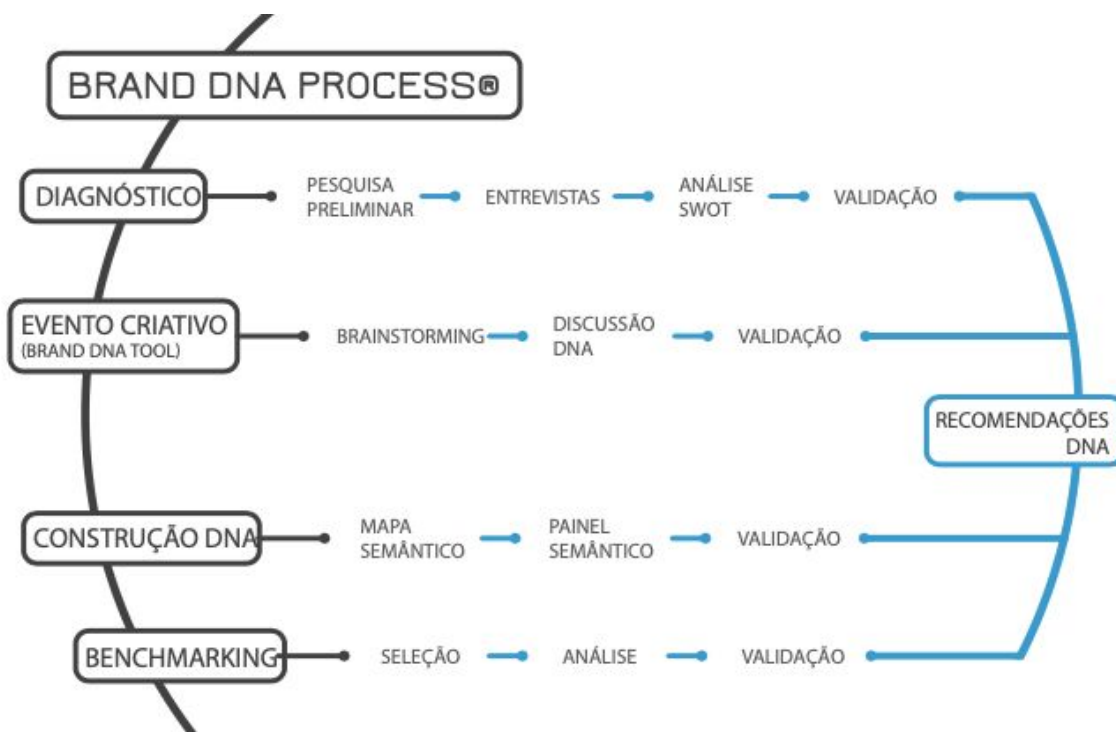 BRAND DNA PROCESS®
DIAGNÓSTICO
PESQUISA
PRELIMINAR
ENTREVISTAS
ANÁLISE
SWOT
VALIDAÇÃO
EVENTO CRIATIVO
(BRAND DNA TOOL)
BRAINSTORMING
DISCUSSÃO
DNA
VALIDAÇÃO
RECOMENDAÇÕES
DNA
CONSTRUÇÃO DNA
MAPA
SEMÂNTICO
PAINEL
SEMÂNTICO
VALIDAÇÃO
BENCHMARKING
SELEÇÃO
ANÁLISE
VALIDAÇÃO